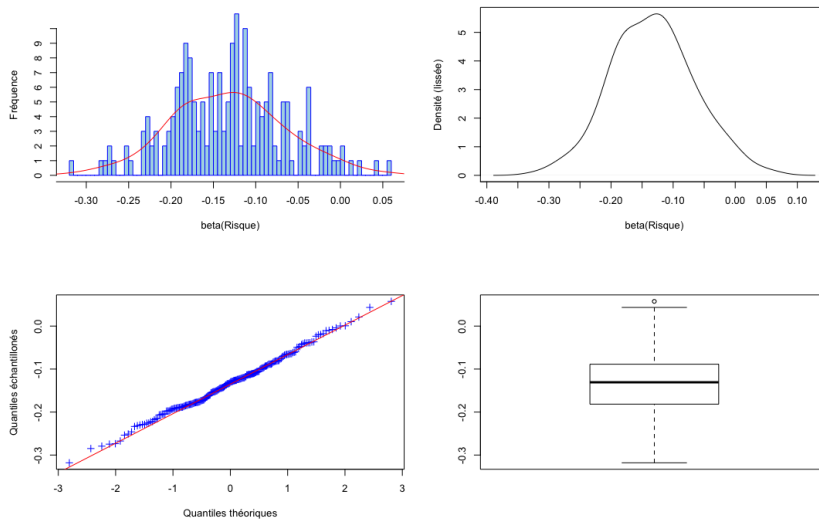 Fréquence
0 1 2 3 4 5 6 7 8 9
-0.30 -0.25 -0.20 -0.15 -0.10 -0.05 0.00 0.05
beta(Risque)
Densité (lissée)
0 1 2 3 4 5
-0.40 -0.30 -0.20 -0.10 0.00 0.05 0.10
beta(Risque)
Quantiles échantillonés
-0.3 -0.2 -0.1 0.0
-3 -2 -1 0 1 2 3
Quantiles théoriques
-0.3 -0.2 -0.1 0.0